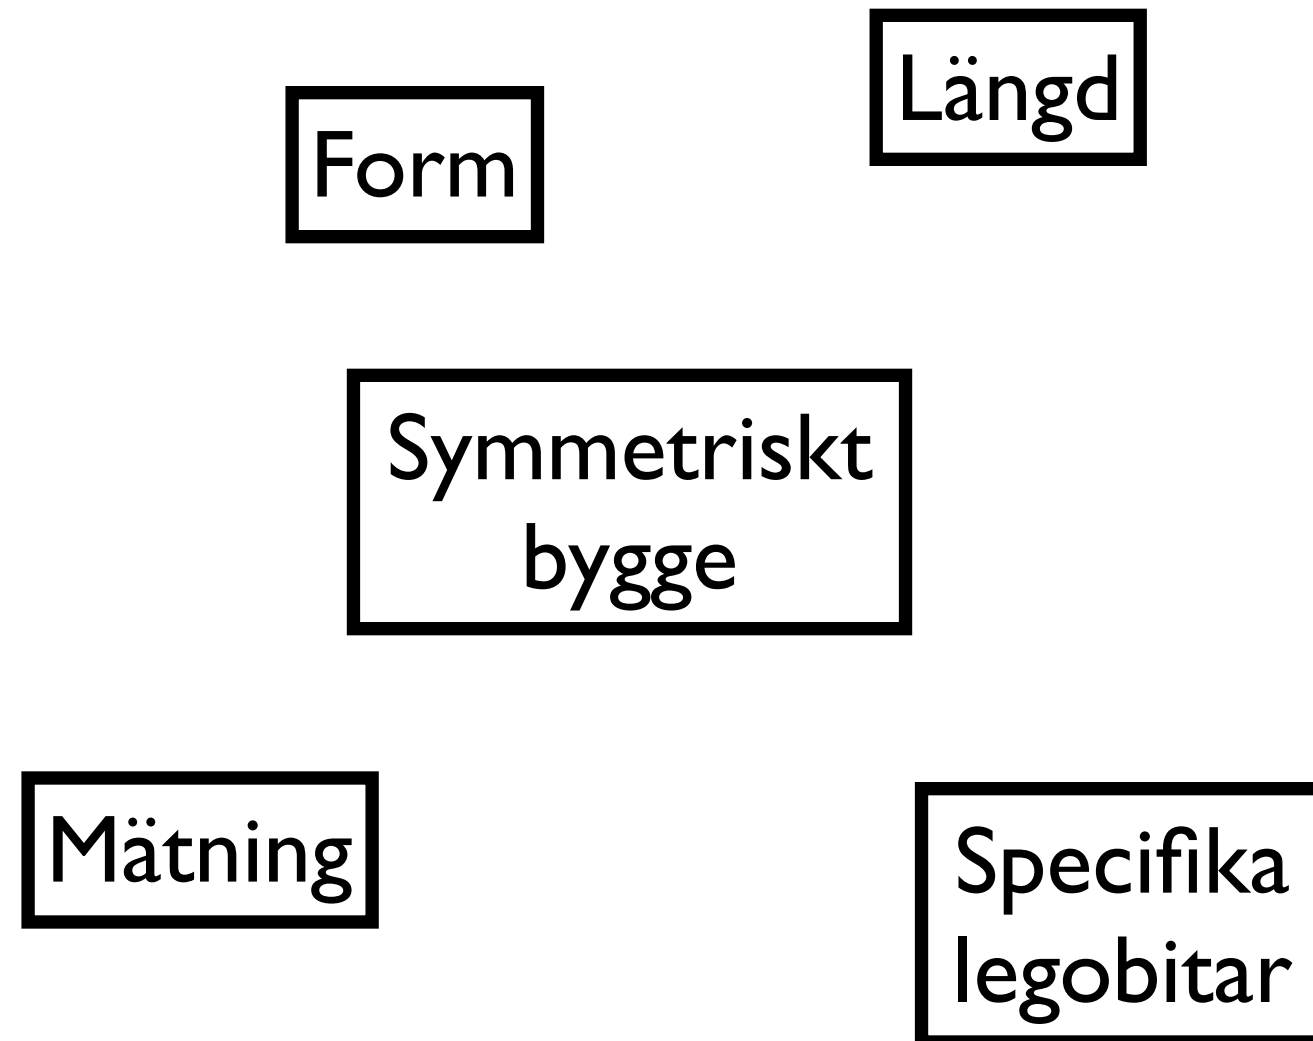 Längd
Form
Symmetriskt
bygge
Mätning
Specifika
legobitar